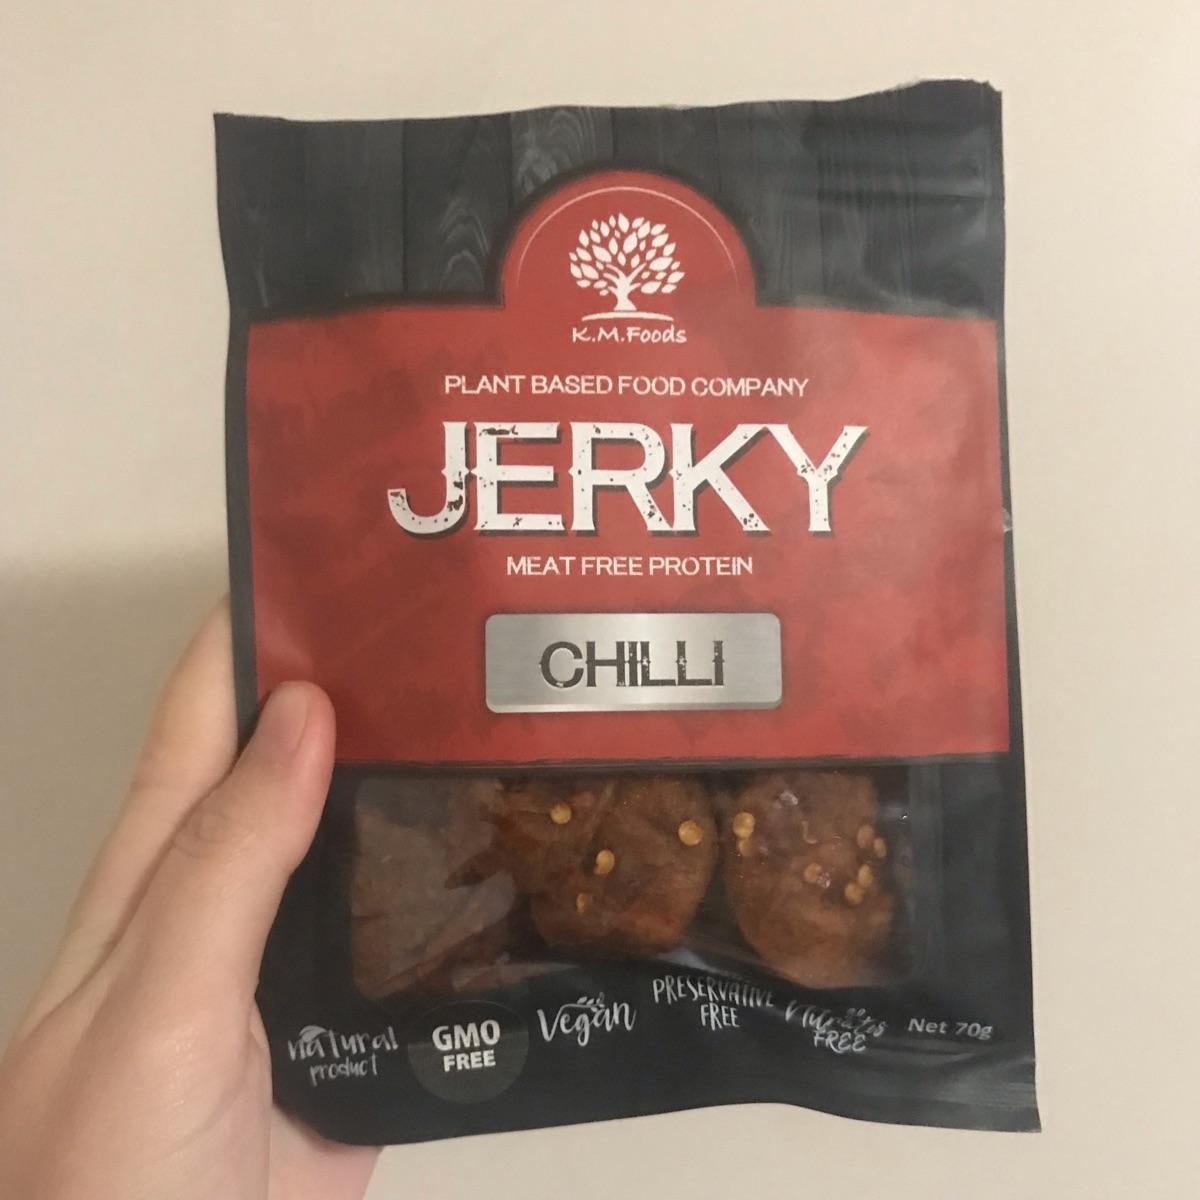 K.M.Foods
PLANT BASED FOOD COMPANY
JERKY
MEAT FREE PROTEIN
CHILLI
natural
product
GMO
FREE
Vegan
PRESERVATIVE
FREE
FREE
Net 70g